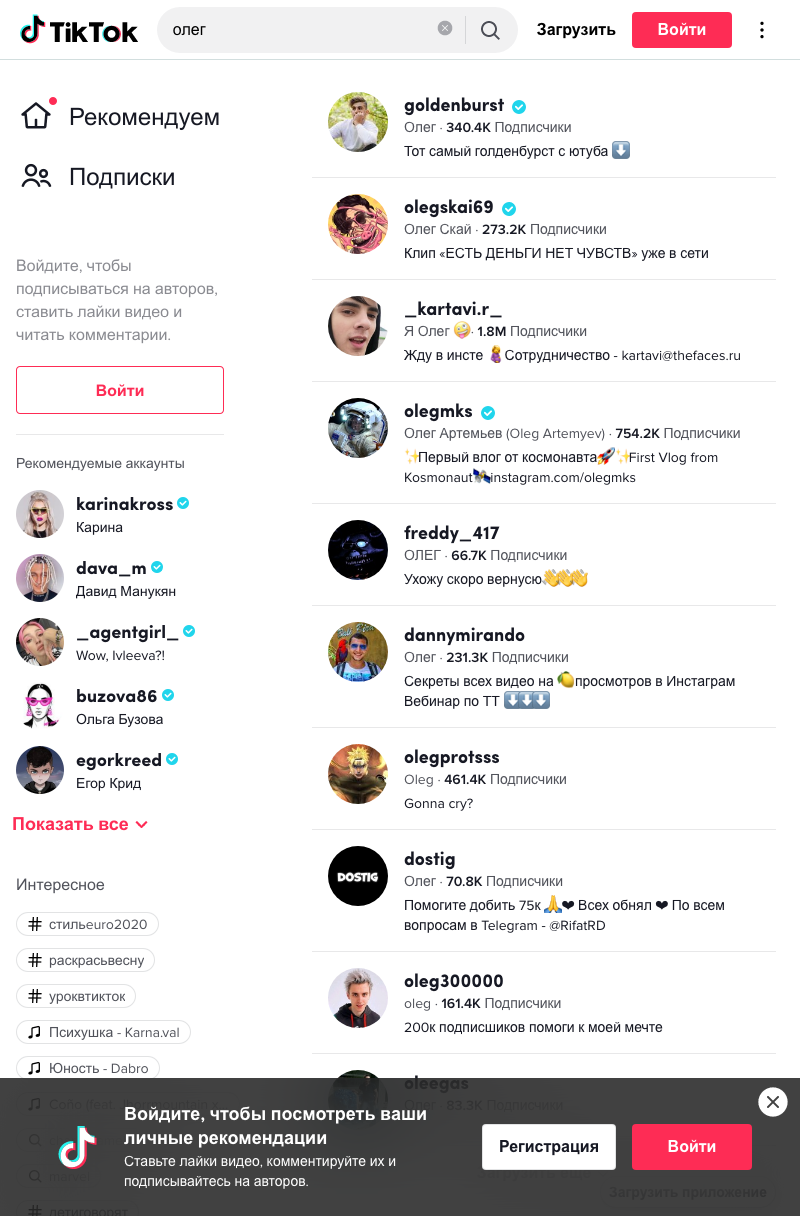 TikTok
олег
Загрузить
Войти
Рекомендуем
Подписки
Войдите, чтобы
подписываться на авторов,
ставить лайки видео и
читать комментарии.
Войти
Рекомендуемые аккаунты
karinakross
Карина
dava_m
Давид Манукян
_agentgirl_
Wow, Ivleeva?!
buzova86
Ольга Бузова
egorkreed
Егор Крид
Показать все
Интересное
# стильeuro2020
# раскрасьвесну
# уроквтикток
Психушка - Karna.val
Юность - Dabro
# летиговорят
goldenburst
Олег · 340.4K Подписчики
Тот самый голденбурст с ютуба ⬇️
olegskai69
Олег Скай · 273.2K Подписчики
Клип «ЕСТЬ ДЕНЬГИ НЕТ ЧУВСТВ» уже в сети
_kartavi.r_
Я Олег 🤪· 1.8M Подписчики
Жду в инсте 🤰Сотрудничество - kartavi@thefaces.ru
olegmks
Олег Артемьев (Oleg Artemyev) · 754.2K Подписчики
✨Первый влог от космонавта🚀✨First Vlog from
Kosmonaut🛰instagram.com/olegmks
freddy_417
ОЛЕГ · 66.7K Подписчики
Ухожу скоро вернусю👋👋👋
dannymirando
Олег · 231.3K Подписчики
Секреты всех видео на 🍋просмотров в Инстаграм
Вебинар по ТТ ⬇️⬇️⬇️
olegprotsss
Oleg · 461.4K Подписчики
Gonna cry?
DOSTIG
dostig
Олег · 70.8K Подписчики
Помогите добить 75к🙏❤ Всех обнял ❤ По всем
вопросам в Telegram - @RifatRD
oleg300000
oleg · 161.4K Подписчики
200к подписшиков помоги к моей мечте
oleegas
Олег · 83.3K Подписчики
Войдите, чтобы посмотреть ваши
личные рекомендации
Ставьте лайки видео, комментируйте их и
подписывайтесь на авторов.
Регистрация
Войти
Загрузить приложение